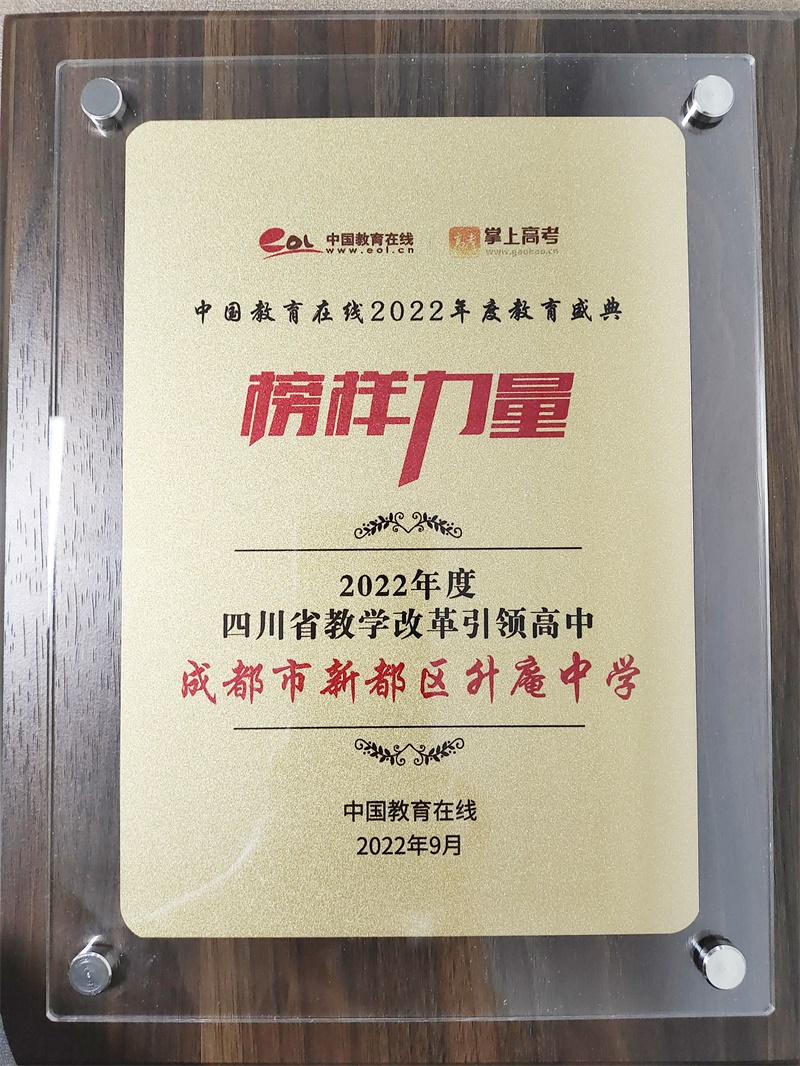 eol 中国教育在线 高考 掌上高考
www.eol.cn www.gaokao.cn
中国教育在线2022年度教育盛典
榜样力量
2022年度
四川省教学改革引领高中
成都市新都区升庵中学
中国教育在线
2022年9月